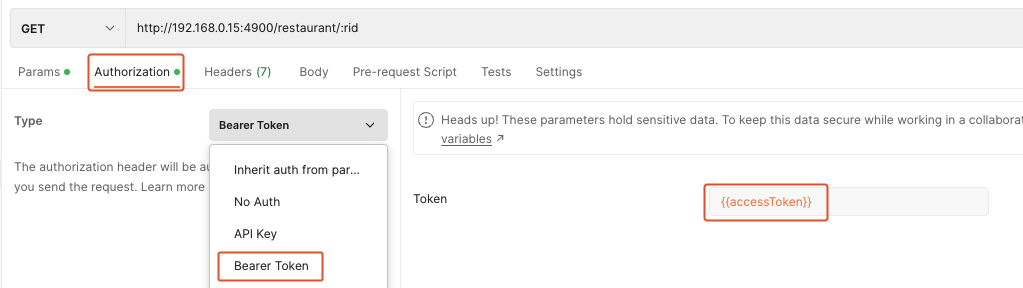 GET http://192.168.0.15:4900/restaurant/:rid
Params Authorization Headers (7) Body Pre-request Script Tests Settings
Type Bearer Token
Heads up! These parameters hold sensitive data. To keep this data secure while working in a collaborat
variables ↗
The authorization header will be au
you send the request. Learn more
Inherit auth from par...
No Auth
API Key
Bearer Token
Token {{accessToken}}